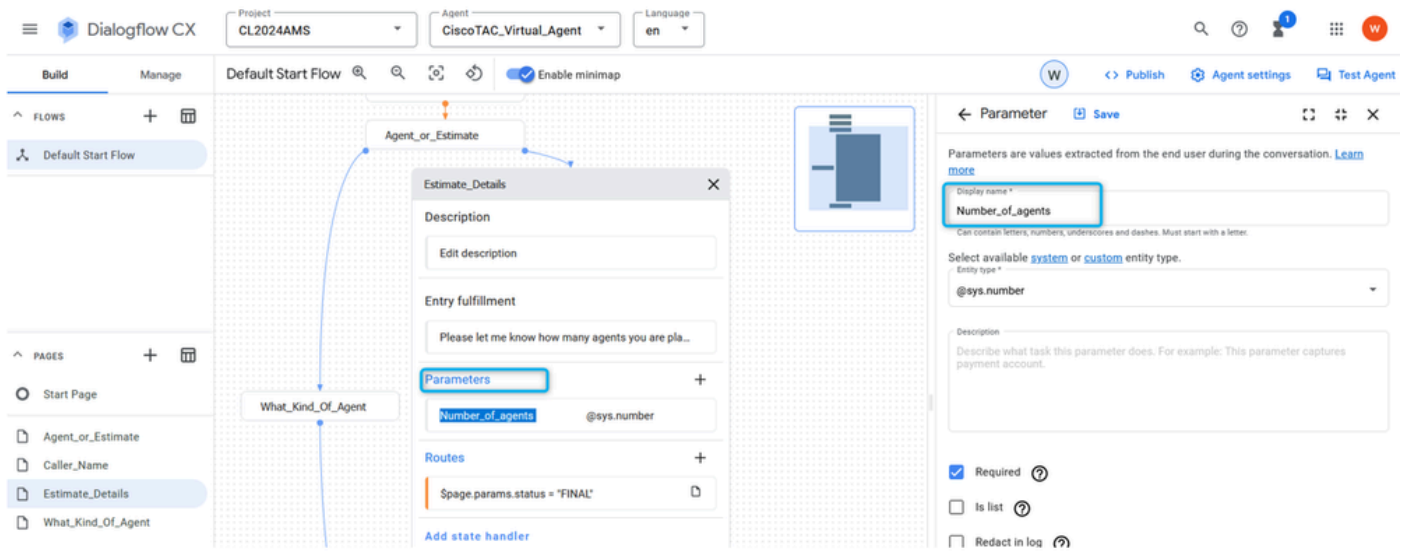 Dialogflow CX
Project
CL2024AMS
Agent
CiscoTAC_Virtual_Agent
Language
en
1
W
Build
Manage
Default Start Flow
Enable minimap
W
<> Publish
Agent settings
Test Agent
FLOWS
Default Start Flow
PAGES
Start Page
Agent_or_Estimate
Caller_Name
Estimate_Details
What_Kind_Of_Agent
Agent_or_Estimate
What_Kind_Of_Agent
Estimate_Details
Description
Edit description
Entry fulfillment
Please let me know how many agents you are pla...
Parameters
Number_of_agents @sys.number
Routes
$page.params.status = "FINAL"
Add state handler
Parameter
Save
Parameters are values extracted from the end user during the conversation. Learn
more
Display name *
Number_of_agents
Can contain letters, numbers, underscores and dashes. Must start with a letter.
Select available system or custom entity type.
Entity type *
@sys.number
Description
Describe what task this parameter does. For example: This parameter captures
payment account.
Required
Is list
Redact in log